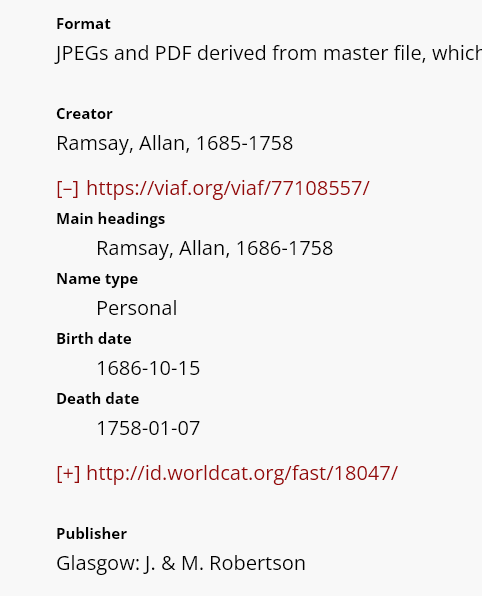 Format
JPEGs and PDF derived from master file, which
Creator
Ramsay, Allan, 1685-1758
[–] https://viaf.org/viaf/77108557/
Main headings
Ramsay, Allan, 1686-1758
Name type
Personal
Birth date
1686-10-15
Death date
1758-01-07
[+] http://id.worldcat.org/fast/18047/
Publisher
Glasgow: J. & M. Robertson